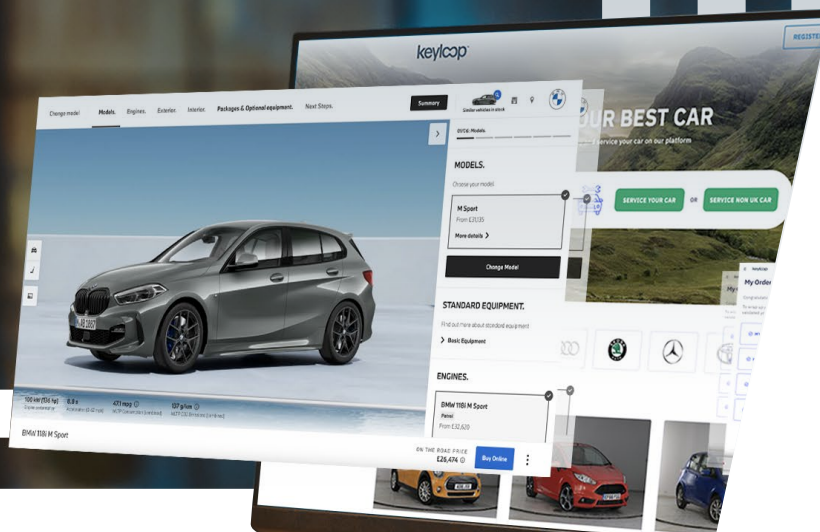 keyloop
REGISTE
Change model
Models.
Engines.
Exterior.
Interior.
Packages & Optional equipment.
Next Steps.
Summary
Similar vehicles in stock
OUR BEST CAR
service your car on our platform
MODELS.
Choose your model
M Sport
From £31,135
More details
SERVICE YOUR CAR
OR
SERVICE NON UK CAR
Change Model
My Order
STANDARD EQUIPMENT.
Find out more about standard equipment
Basic Equipment
ENGINES.
BMW 118i M Sport
Petrol
From £32,620
100 kW (136 hp)
8.8 s
47.1 mpg
137 g/km
BMW 118i M Sport
ON THE ROAD PRICE
£26,474
Buy Online